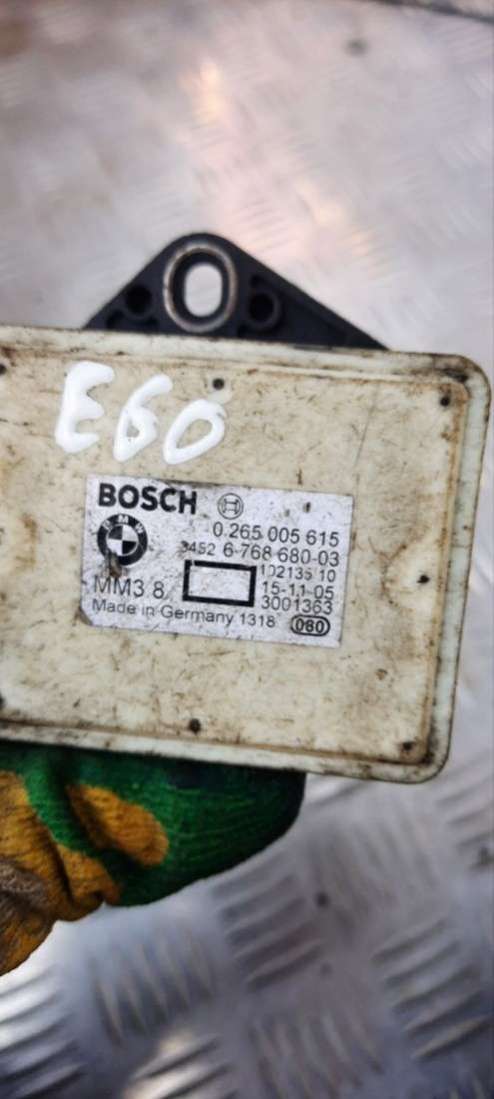 E60
BOSCH
0 265 005 615
BMW
3452 6-768 680-03
102135 10
MM3 8
15-11-05
3001363
Made in Germany 1318 060